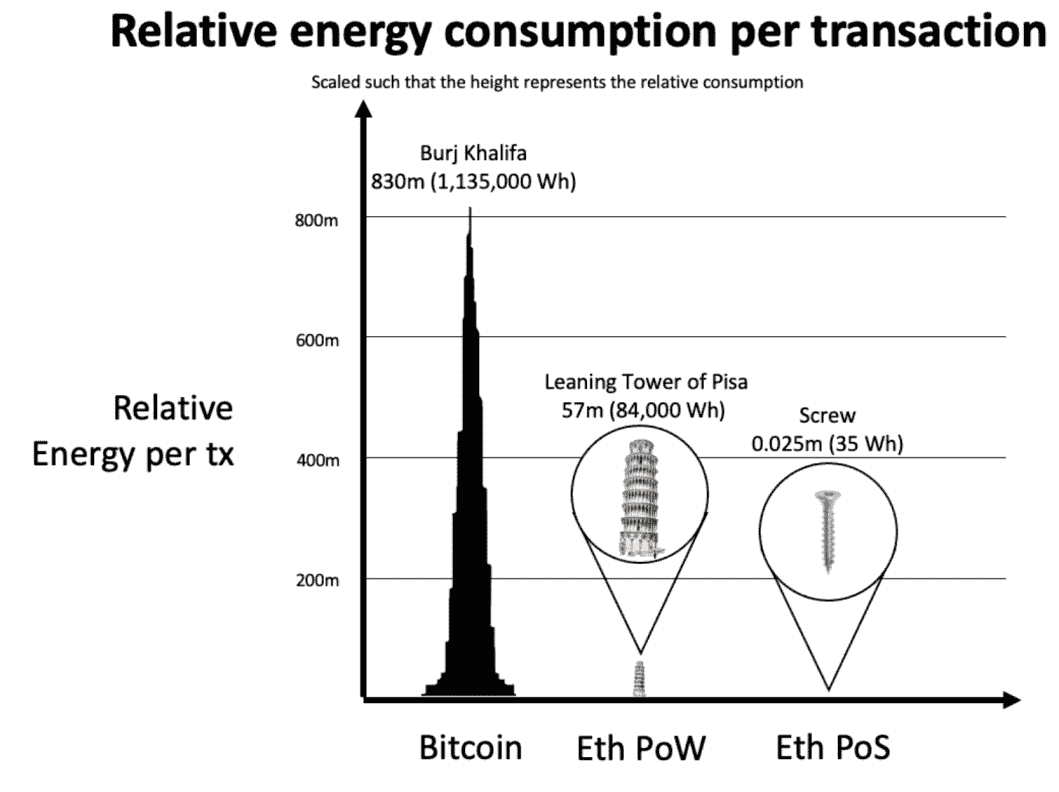 Relative energy consumption per transaction
Scaled such that the height represents the relative consumption
Burj Khalifa
830m (1,135,000 Wh)
800m
600m
Leaning Tower of Pisa
57m (84,000 Wh)
Screw
0.025m (35 Wh)
Relative
Energy per tx
400m
200m
Bitcoin
Eth PoW
Eth PoS